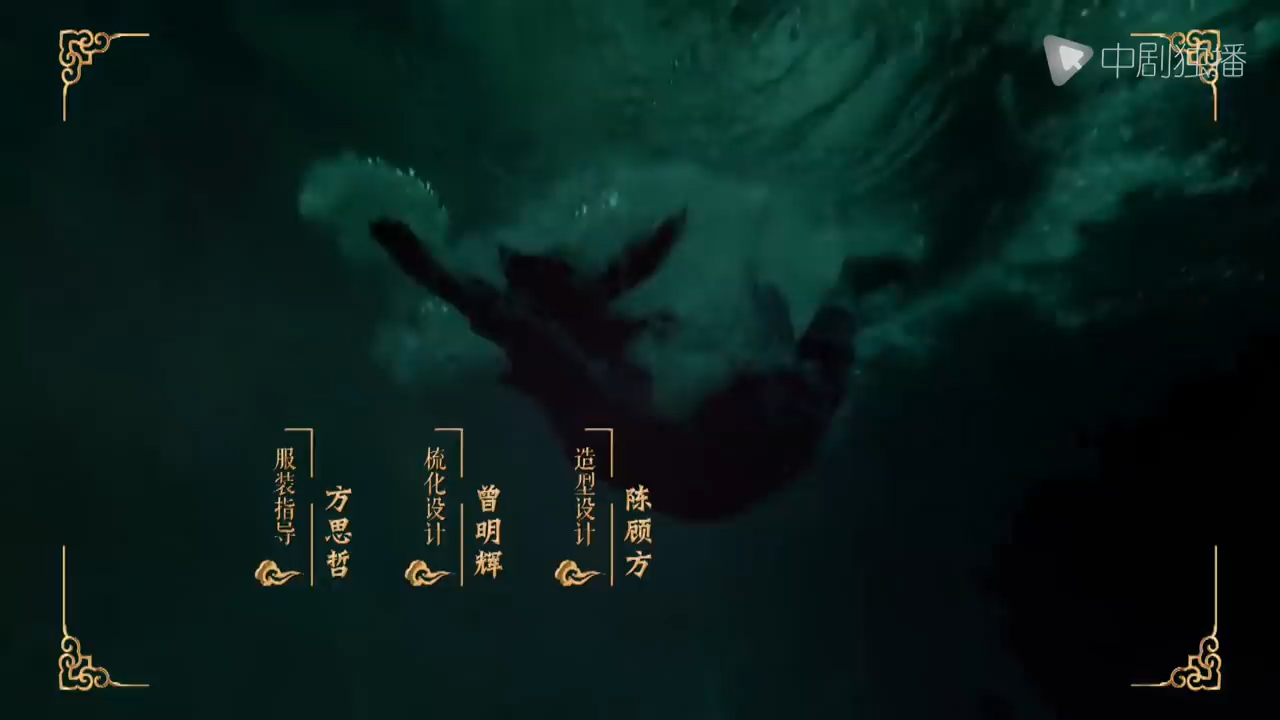 中剧独播
造型设计
陈顾方
梳化设计
曾明辉
服装指导
方思哲